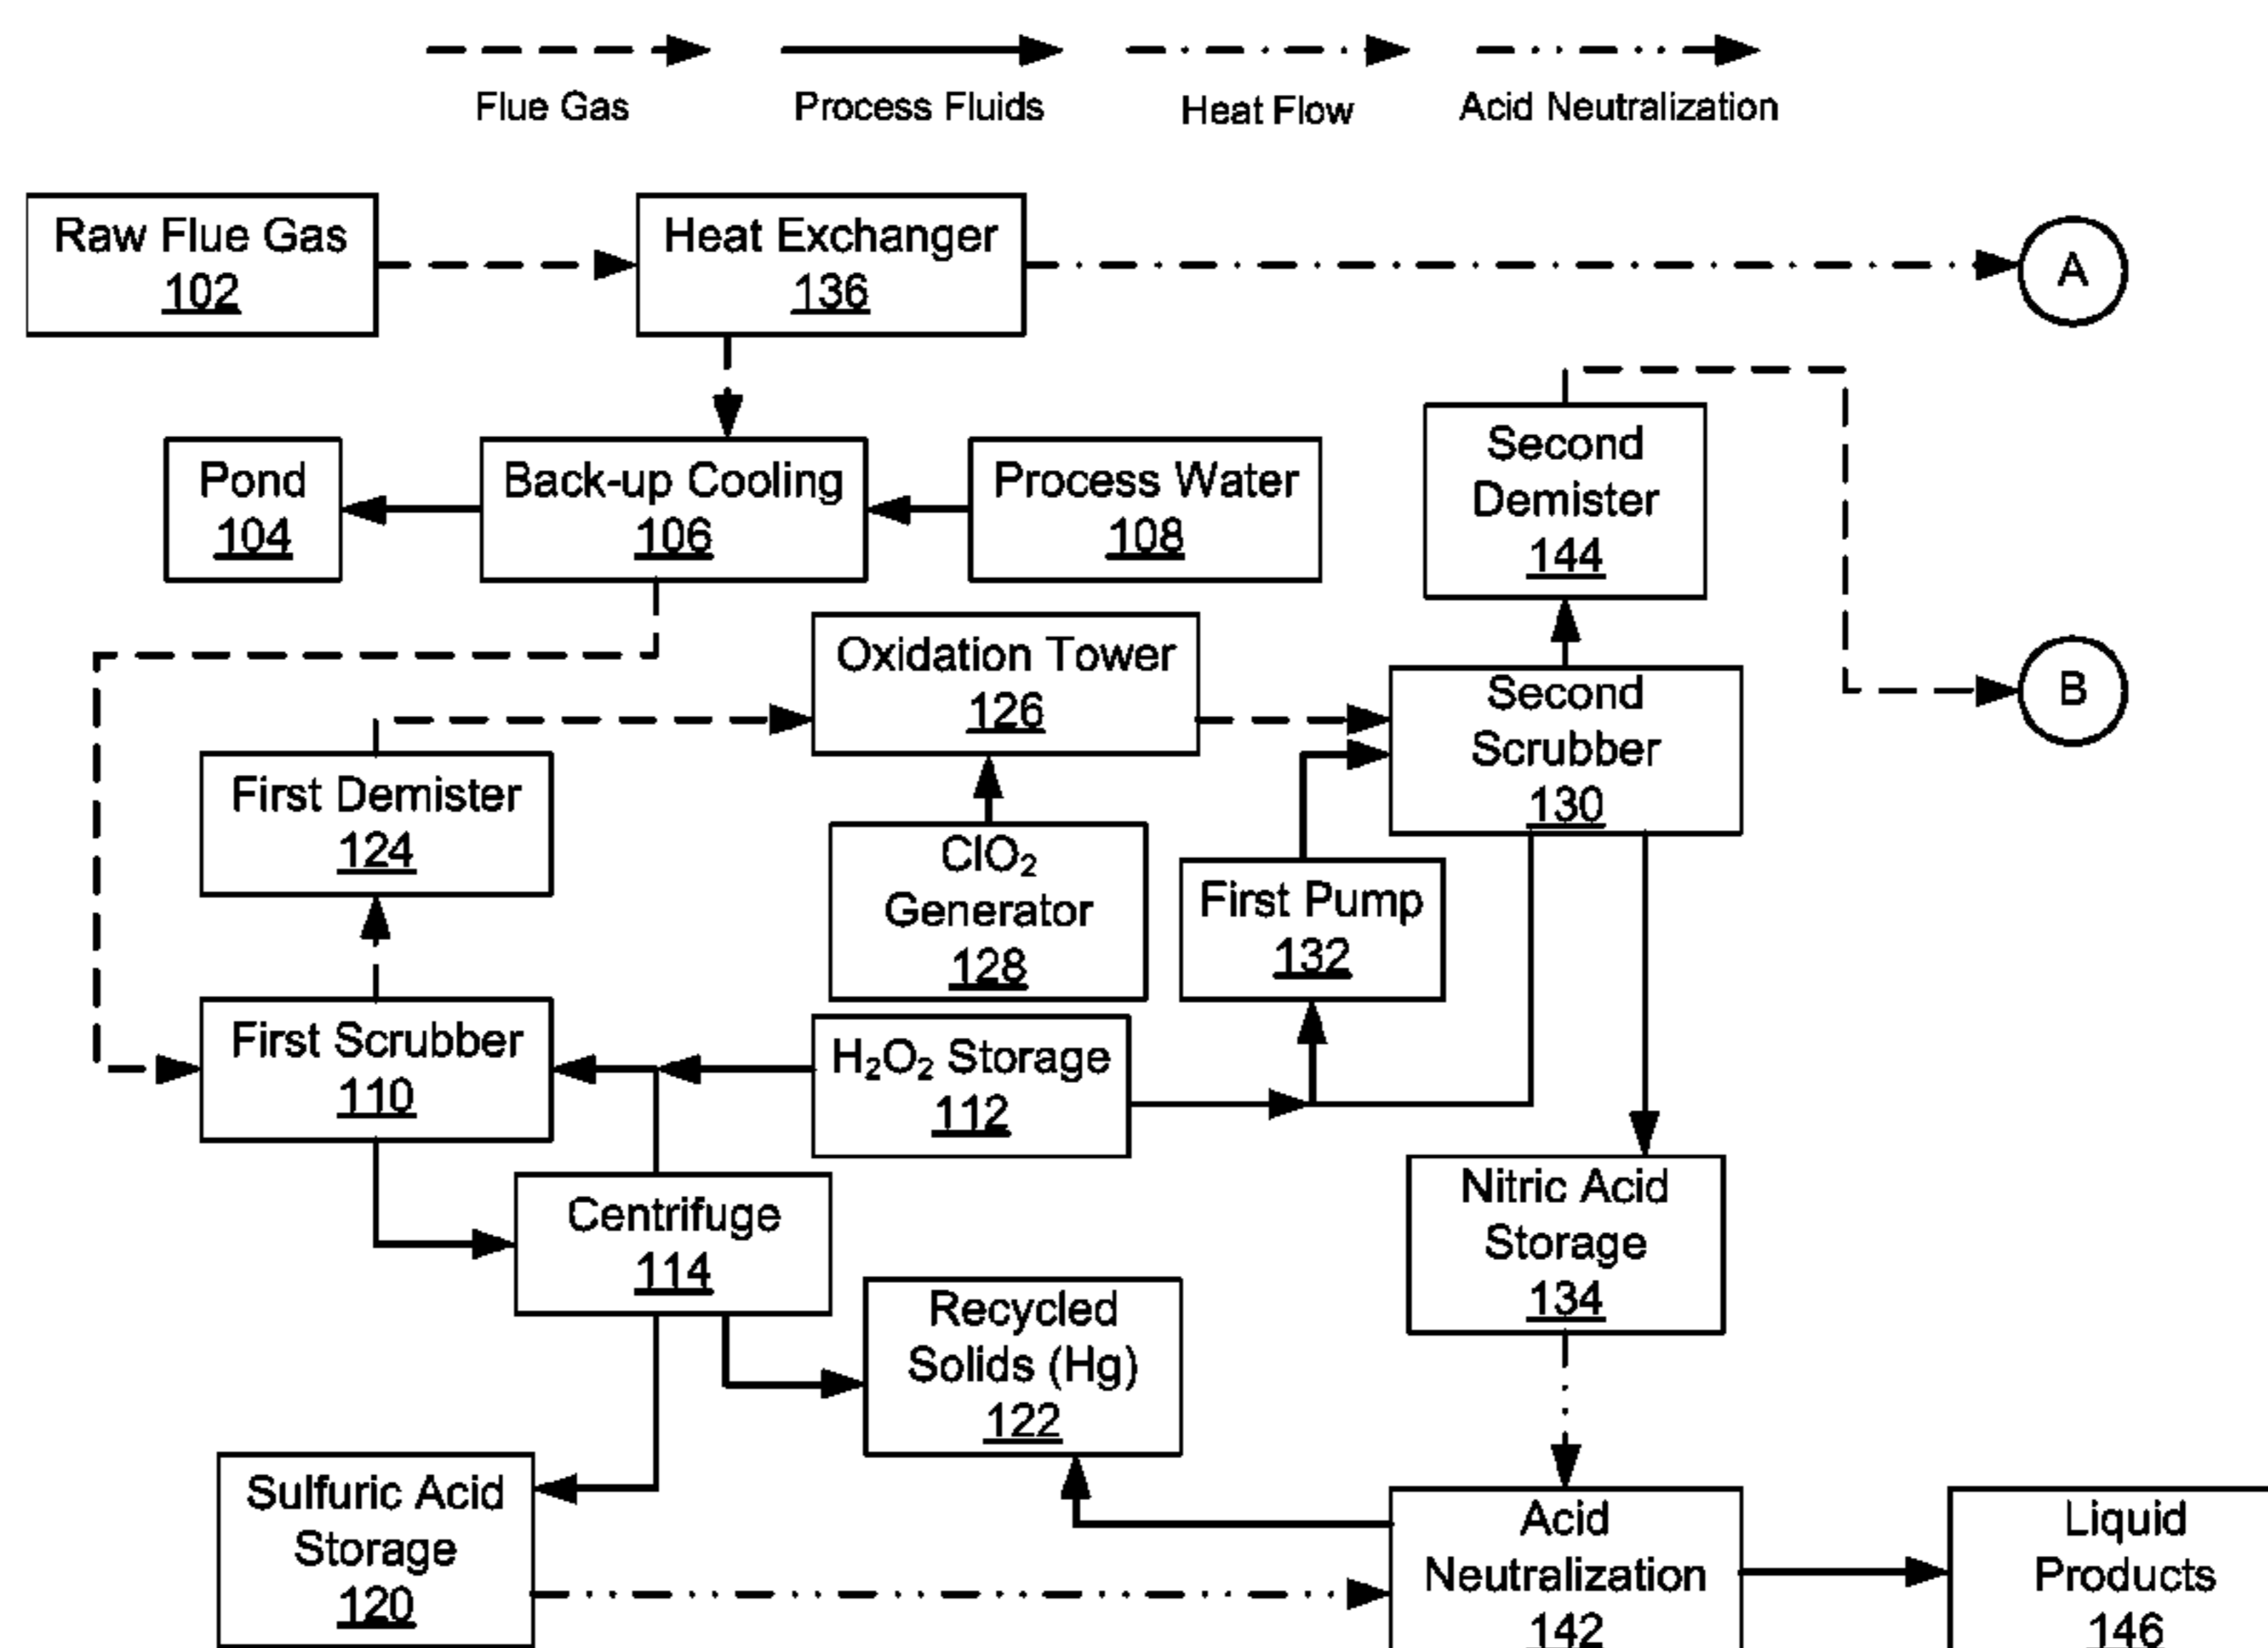 Flue Gas
Process Fluids
Heat Flow
Acid Neutralization
Raw Flue Gas
102
Heat Exchanger
136
A
Pond
104
Back-up Cooling
106
Process Water
108
Second
Demister
144
Oxidation Tower
126
Second
Scrubber
130
B
First Demister
124
ClO₂
Generator
128
First Pump
132
First Scrubber
110
H₂O₂ Storage
112
Centrifuge
114
Nitric Acid
Storage
134
Recycled
Solids (Hg)
122
Sulfuric Acid
Storage
120
Acid
Neutralization
142
Liquid
Products
146